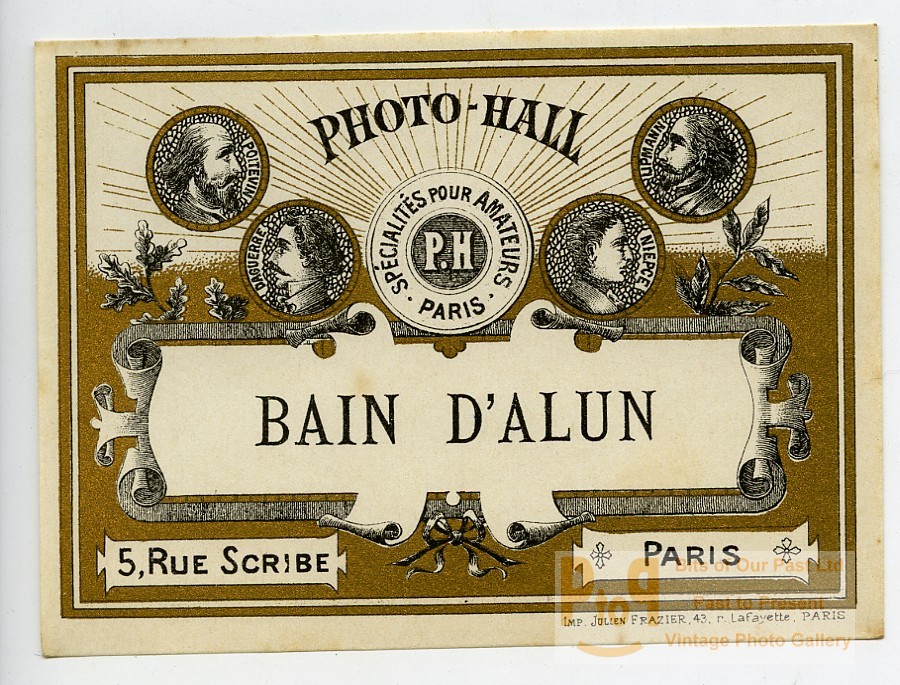 PHOTO-HALL
POITEVIN
LIPMANN
DAGUERRE
NIEPCE
SPÉCIALITÉS POUR AMATEURS
P.H
· PARIS ·
BAIN D'ALUN
5, RUE SCRIBE
PARIS
IMP. JULIEN FRAZIER, 43, r. Lafayette, PARIS
PtoP
Bits of Our Past Ltd
Past to Present
Vintage Photo Gallery